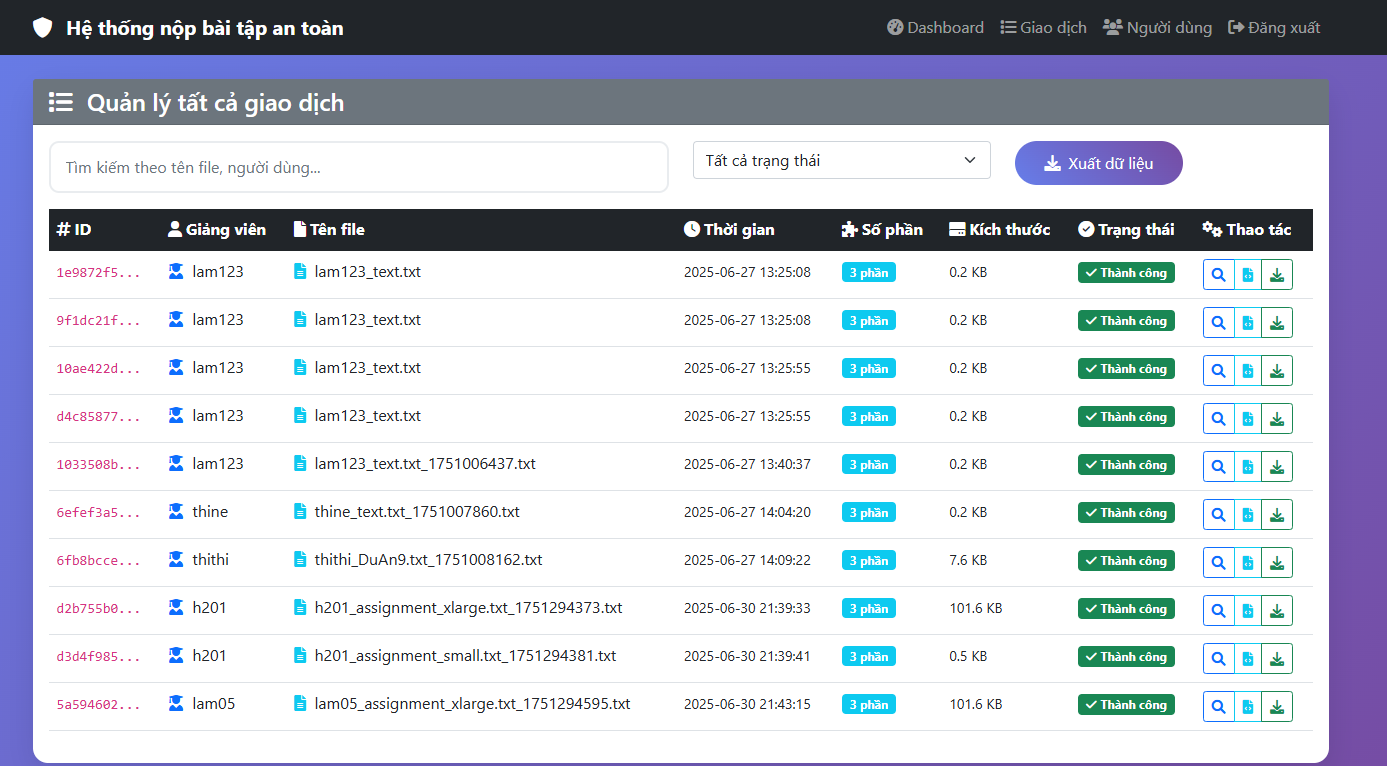 Hệ thống nộp bài tập an toàn Dashboard Giao dịch Người dùng Đăng xuất
Quản lý tất cả giao dịch
Tìm kiếm theo tên file, người dùng... Tất cả trạng thái Xuất dữ liệu
# ID Giảng viên Tên file Thời gian Số phần Kích thước Trạng thái Thao tác
1e9872f5... lam123 lam123_text.txt 2025-06-27 13:25:08 3 phần 0.2 KB Thành công
9f1dc21f... lam123 lam123_text.txt 2025-06-27 13:25:08 3 phần 0.2 KB Thành công
10ae422d... lam123 lam123_text.txt 2025-06-27 13:25:55 3 phần 0.2 KB Thành công
d4c85877... lam123 lam123_text.txt 2025-06-27 13:25:55 3 phần 0.2 KB Thành công
1033508b... lam123 lam123_text.txt_1751006437.txt 2025-06-27 13:40:37 3 phần 0.2 KB Thành công
6efef3a5... thine thine_text.txt_1751007860.txt 2025-06-27 14:04:20 3 phần 0.2 KB Thành công
6fb8bcce... thithi thithi_DuAn9.txt_1751008162.txt 2025-06-27 14:09:22 3 phần 7.6 KB Thành công
d2b755b0... h201 h201_assignment_xlarge.txt_1751294373.txt 2025-06-30 21:39:33 3 phần 101.6 KB Thành công
d3d4f985... h201 h201_assignment_small.txt_1751294381.txt 2025-06-30 21:39:41 3 phần 0.5 KB Thành công
5a594602... lam05 lam05_assignment_xlarge.txt_1751294595.txt 2025-06-30 21:43:15 3 phần 101.6 KB Thành công